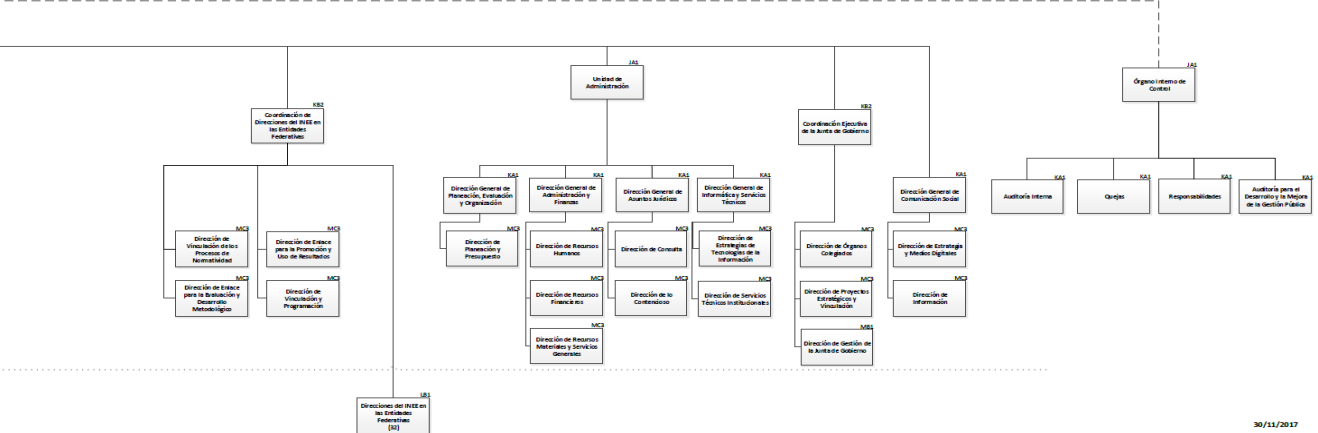 JA1
Unidad de
Administración
JA1
Órgano Interno de
Control
KB2
Coordinación de
Direcciones del INEE en
las Entidades
Federativas
KB2
Coordinación Ejecutiva
de la Junta de Gobierno
KA1
Dirección General de
Planeación, Evaluación
y Organización
KA1
Dirección General de
Administración y
Finanzas
KA1
Dirección General de
Asuntos Jurídicos
KA1
Dirección General de
Informática y Servicios
Técnicos
KA1
Dirección General de
Comunicación Social
KA1
Auditoría Interna
KA1
Quejas
KA1
Responsabilidades
KA1
Auditoría para el
Desarrollo y la Mejora
de la Gestión Pública
MC3
Dirección de
Vinculación de los
Procesos de
Normatividad
MC3
Dirección de Enlace
para la Promoción y
Uso de Resultados
MC3
Dirección de
Planeación y
Presupuesto
MC3
Dirección de Recursos
Humanos
MC3
Dirección de Consulta
MC3
Dirección de
Estrategias de
Tecnologías de la
Información
MC3
Dirección de Órganos
Colegiados
MC3
Dirección de Estrategia
y Medios Digitales
MC3
Dirección de Enlace
para la Evaluación y
Desarrollo
Metodológico
MC3
Dirección de
Vinculación y
Programación
MC3
Dirección de Recursos
Financieros
MC3
Dirección de lo
Contencioso
MC3
Dirección de Servicios
Técnicos Institucionales
MC3
Dirección de Proyectos
Estratégicos y
Vinculación
MC3
Dirección de
Información
MC3
Dirección de Recursos
Materiales y Servicios
Generales
MB1
Dirección de Gestión de
la Junta de Gobierno
LB1
Direcciones del INEE en
las Entidades
Federativas
(32)
30/11/2017